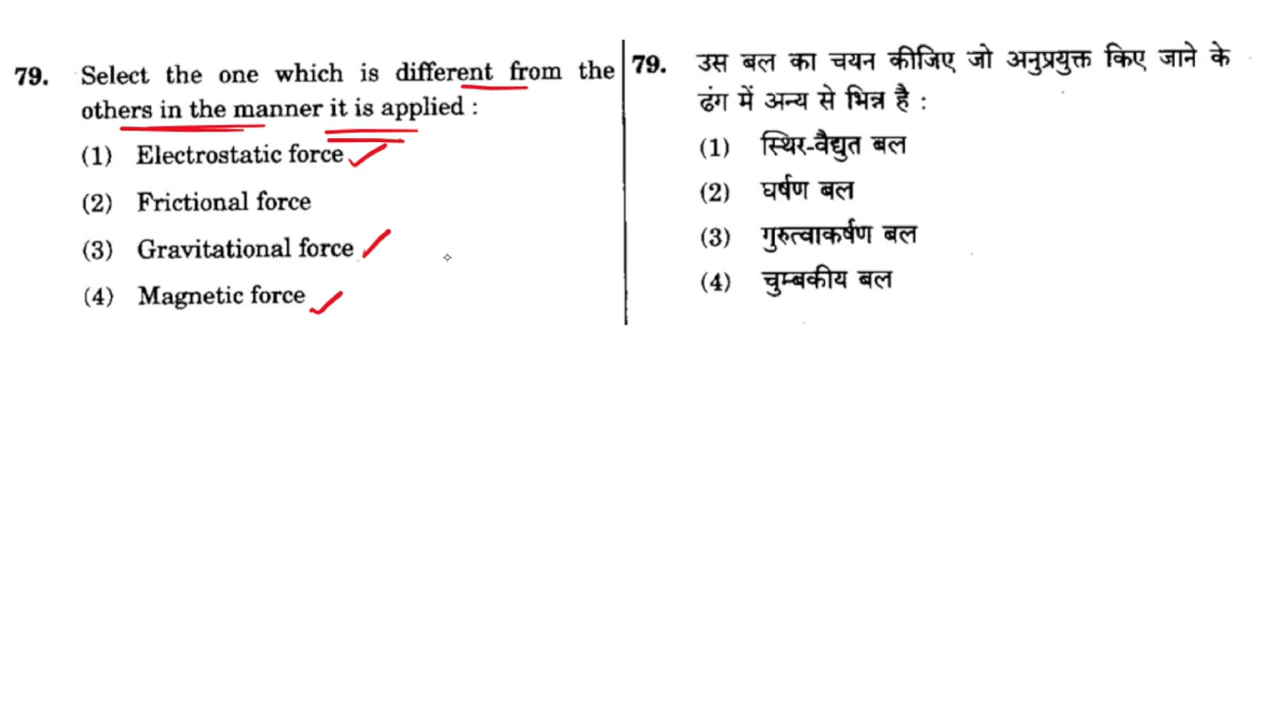 79. Select the one which is different from the
others in the manner it is applied :
(1) Electrostatic force
(2) Frictional force
(3) Gravitational force
(4) Magnetic force
79. उस बल का चयन कीजिए जो अनुप्रयुक्त किए जाने के
ढंग में अन्य से भिन्न है :
(1) स्थिर-वैद्युत बल
(2) घर्षण बल
(3) गुरुत्वाकर्षण बल
(4) चुम्बकीय बल